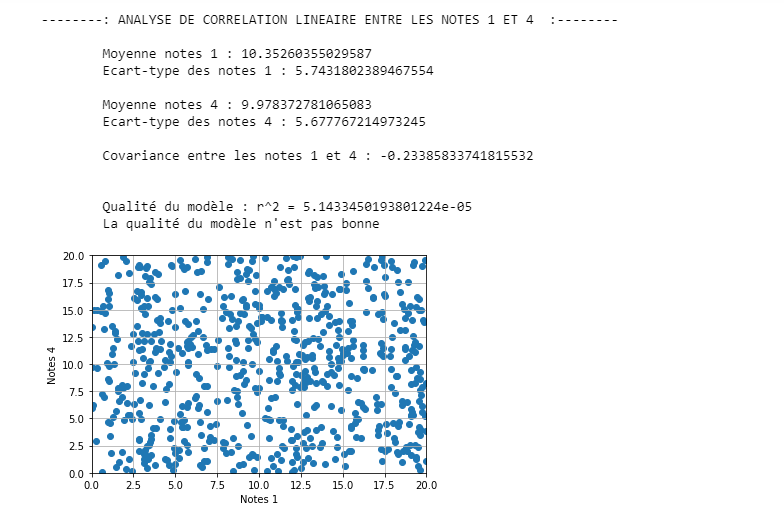 --------: ANALYSE DE CORRELATION LINEAIRE ENTRE LES NOTES 1 ET 4  :--------
Moyenne notes 1 : 10.35260355029587
Ecart-type des notes 1 : 5.7431802389467554
Moyenne notes 4 : 9.978372781065083
Ecart-type des notes 4 : 5.677767214973245
Covariance entre les notes 1 et 4 : -0.23385833741815532
Qualité du modèle : r^2 = 5.1433450193801224e-05
La qualité du modèle n'est pas bonne
20.0
17.5
15.0
12.5
10.0
7.5
5.0
2.5
0.0
Notes 4
0.0 2.5 5.0 7.5 10.0 12.5 15.0 17.5 20.0
Notes 1